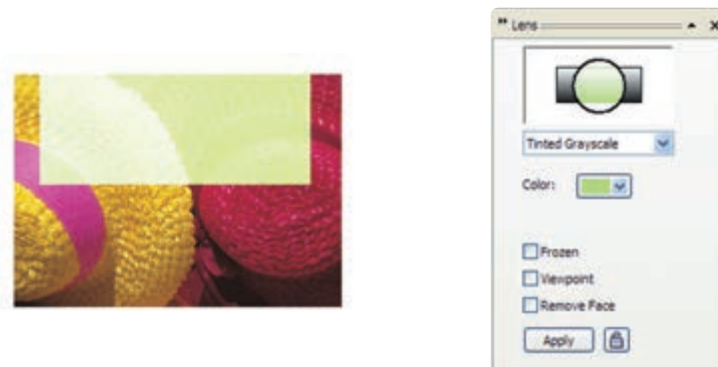 Lens
Tinted Grayscale
Color:
Frozen
Viewpoint
Remove Face
Apply